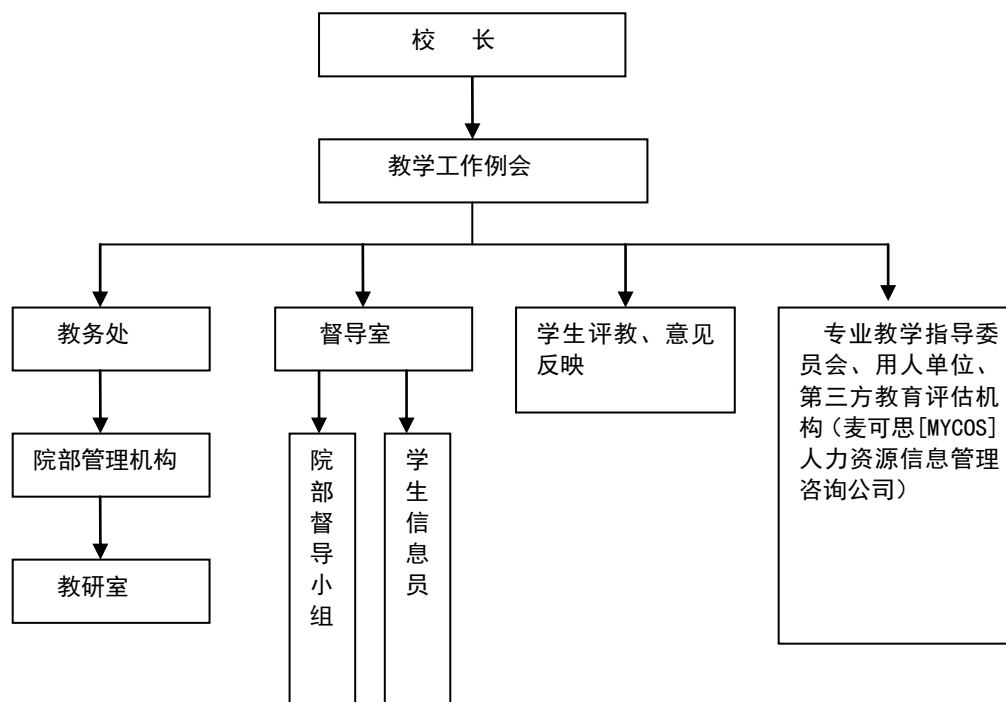 校 长
教学工作例会
教务处
督导室
学生评教、意见
反映
专业教学指导委
员会、用人单位、
第三方教育评估机
构（麦可思[MYCOS]
人力资源信息管理
咨询公司）
院部管理机构
院部督导小组
学生信息员
教研室